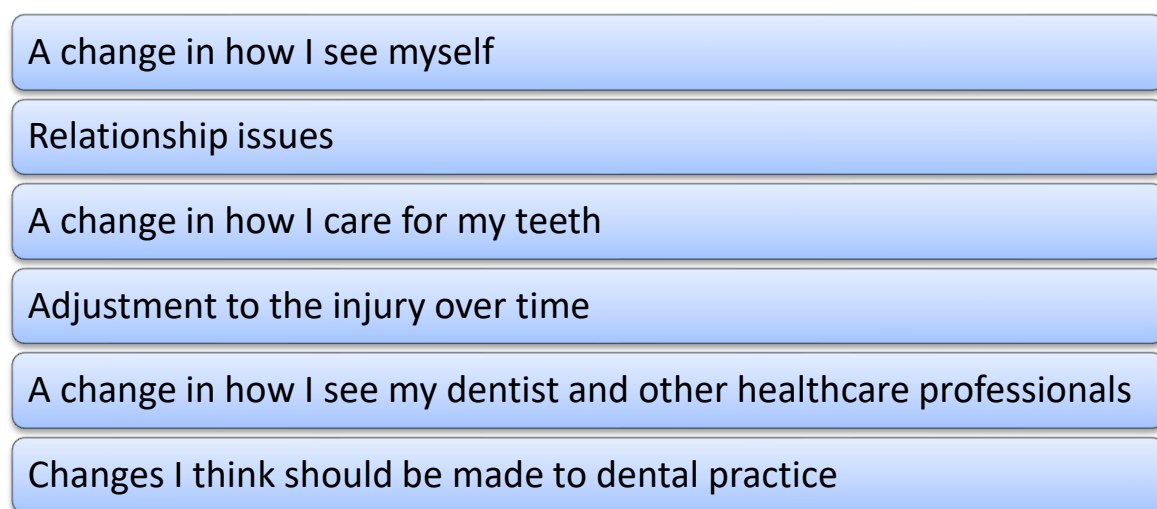 A change in how I see myself
Relationship issues
A change in how I care for my teeth
Adjustment to the injury over time
A change in how I see my dentist and other healthcare professionals
Changes I think should be made to dental practice